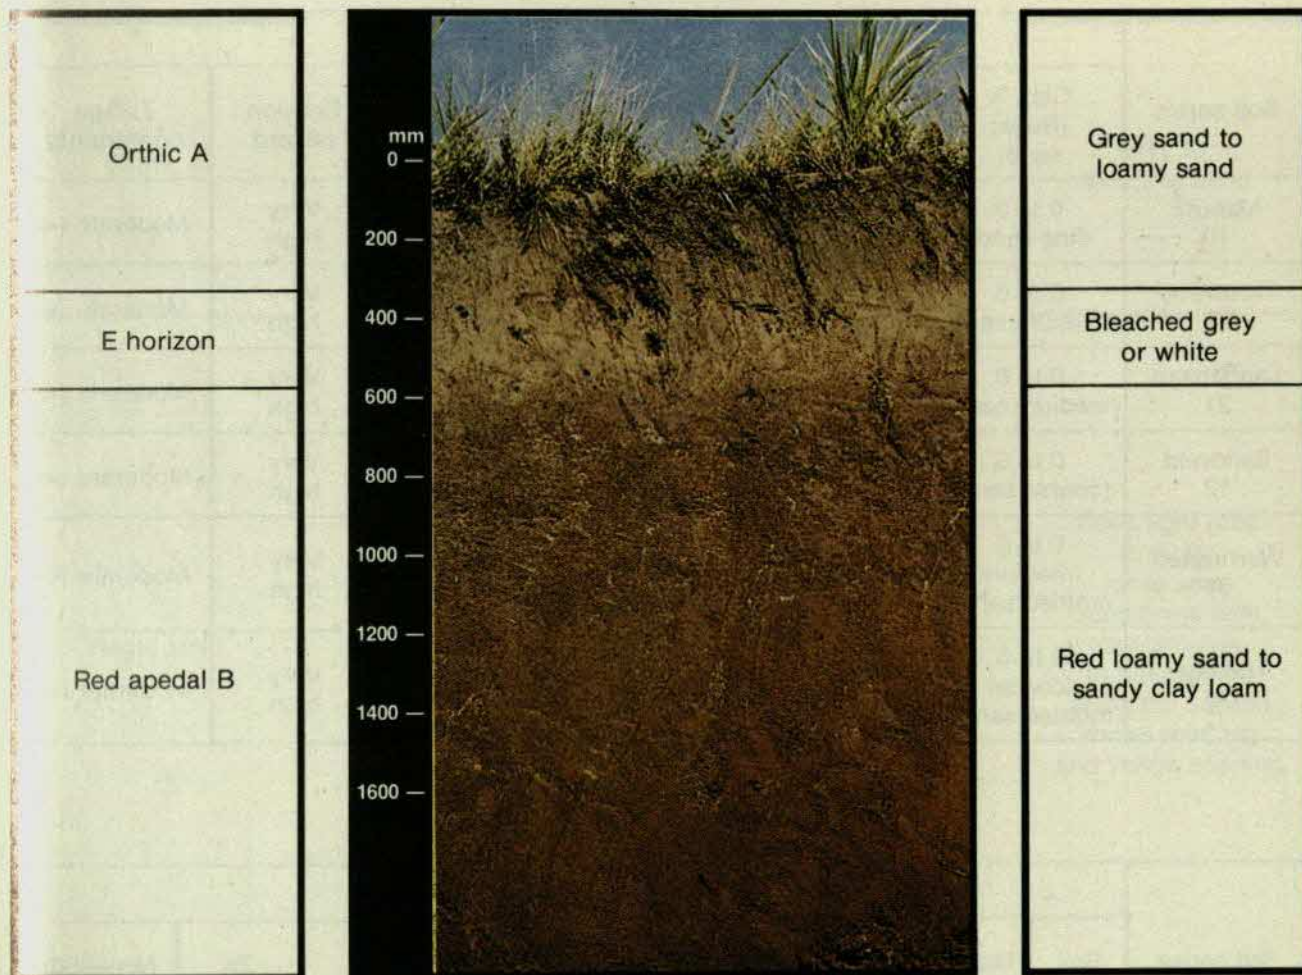 Orthic A
E horizon
Red apedal B
mm
0 —
200 —
400 —
600 —
800 —
1000 —
1200 —
1400 —
1600 —
Grey sand to
loamy sand
Bleached grey
or white
Red loamy sand to
sandy clay loam